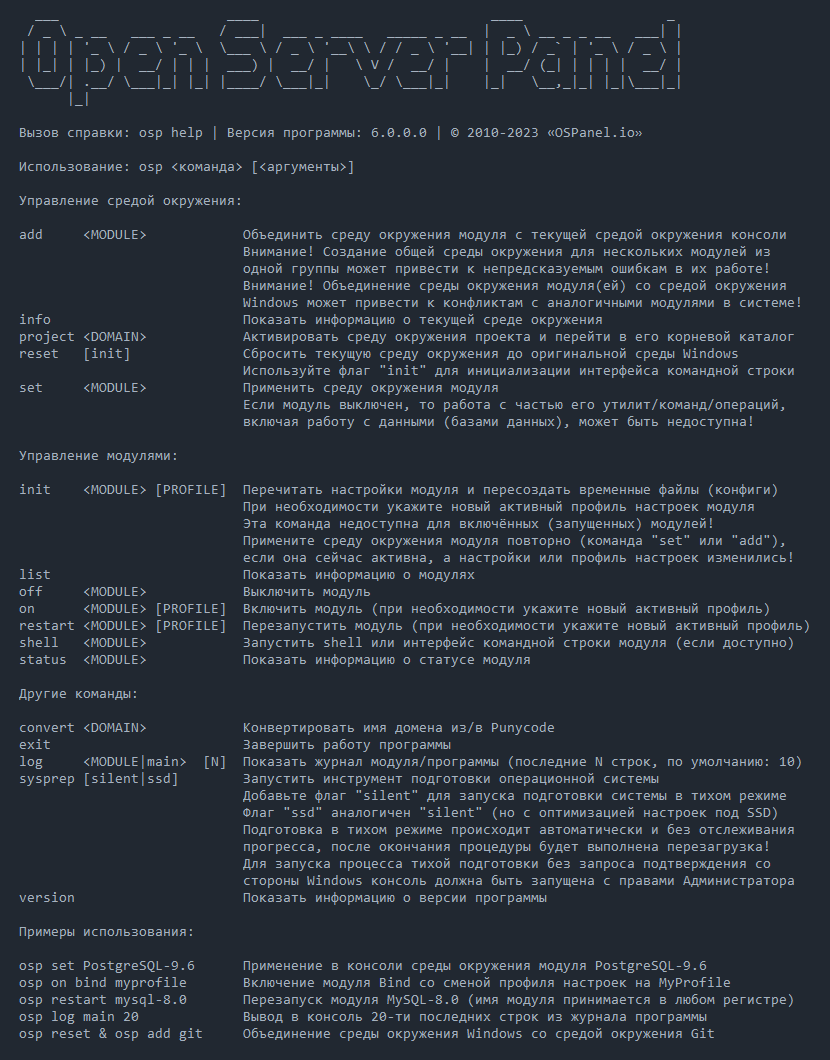 Open Server Panel
Вызов справки: osp help | Версия программы: 6.0.0.0 | © 2010-2023 «OSPanel.io»
Использование: osp <команда> [<аргументы>]
Управление средой окружения:
add     <MODULE>            Объединить среду окружения модуля с текущей средой окружения консоли
Внимание! Создание общей среды окружения для нескольких модулей из
одной группы может привести к непредсказуемым ошибкам в их работе!
Внимание! Объединение среды окружения модуля(ей) со средой окружения
Windows может привести к конфликтам с аналогичными модулями в системе!
info                        Показать информацию о текущей среде окружения
project <DOMAIN>            Активировать среду окружения проекта и перейти в его корневой каталог
reset   [init]              Сбросить текущую среду окружения до оригинальной среды Windows
Используйте флаг "init" для инициализации интерфейса командной строки
set     <MODULE>            Применить среду окружения модуля
Если модуль выключен, то работа с частью его утилит/команд/операций,
включая работу с данными (базами данных), может быть недоступна!
Управление модулями:
init    <MODULE> [PROFILE]  Перечитать настройки модуля и пересоздать временные файлы (конфиги)
При необходимости укажите новый активный профиль настроек модуля
Эта команда недоступна для включённых (запущенных) модулей!
Примените среду окружения модуля повторно (команда "set" или "add"),
если она сейчас активна, а настройки или профиль настроек изменились!
list                        Показать информацию о модулях
off     <MODULE>            Выключить модуль
on      <MODULE> [PROFILE]  Включить модуль (при необходимости укажите новый активный профиль)
restart <MODULE> [PROFILE]  Перезапустить модуль (при необходимости укажите новый активный профиль)
shell   <MODULE>            Запустить shell или интерфейс командной строки модуля (если доступно)
status  <MODULE>            Показать информацию о статусе модуля
Другие команды:
convert <DOMAIN>            Конвертировать имя домена из/в Punycode
exit                        Завершить работу программы
log     <MODULE|main>  [N]  Показать журнал модуля/программы (последние N строк, по умолчанию: 10)
sysprep [silent|ssd]        Запустить инструмент подготовки операционной системы
Добавьте флаг "silent" для запуска подготовки системы в тихом режиме
Флаг "ssd" аналогичен "silent" (но с оптимизацией настроек под SSD)
Подготовка в тихом режиме происходит автоматически и без отслеживания
прогресса, после окончания процедуры будет выполнена перезагрузка!
Для запуска процесса тихой подготовки без запроса подтверждения со
стороны Windows консоль должна быть запущена с правами Администратора
version                     Показать информацию о версии программы
Примеры использования:
osp set PostgreSQL-9.6      Применение в консоли среды окружения модуля PostgreSQL-9.6
osp on bind myprofile       Включение модуля Bind со сменой профиля настроек на MyProfile
osp restart mysql-8.0       Перезапуск модуля MySQL-8.0 (имя модуля принимается в любом регистре)
osp log main 20             Вывод в консоль 20-ти последних строк из журнала программы
osp reset & osp add git     Объединение среды окружения Windows со средой окружения Git